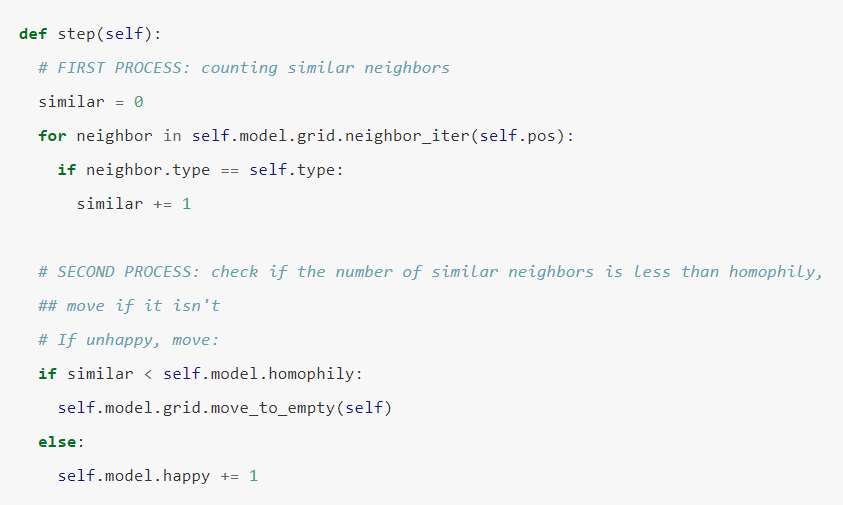 def step(self):
  # FIRST PROCESS: counting similar neighbors
  similar = 0
  for neighbor in self.model.grid.neighbor_iter(self.pos):
    if neighbor.type == self.type:
      similar += 1

  # SECOND PROCESS: check if the number of similar neighbors is less than homophily,
  ## move if it isn't
  # If unhappy, move:
  if similar < self.model.homophily:
    self.model.grid.move_to_empty(self)
  else:
    self.model.happy += 1